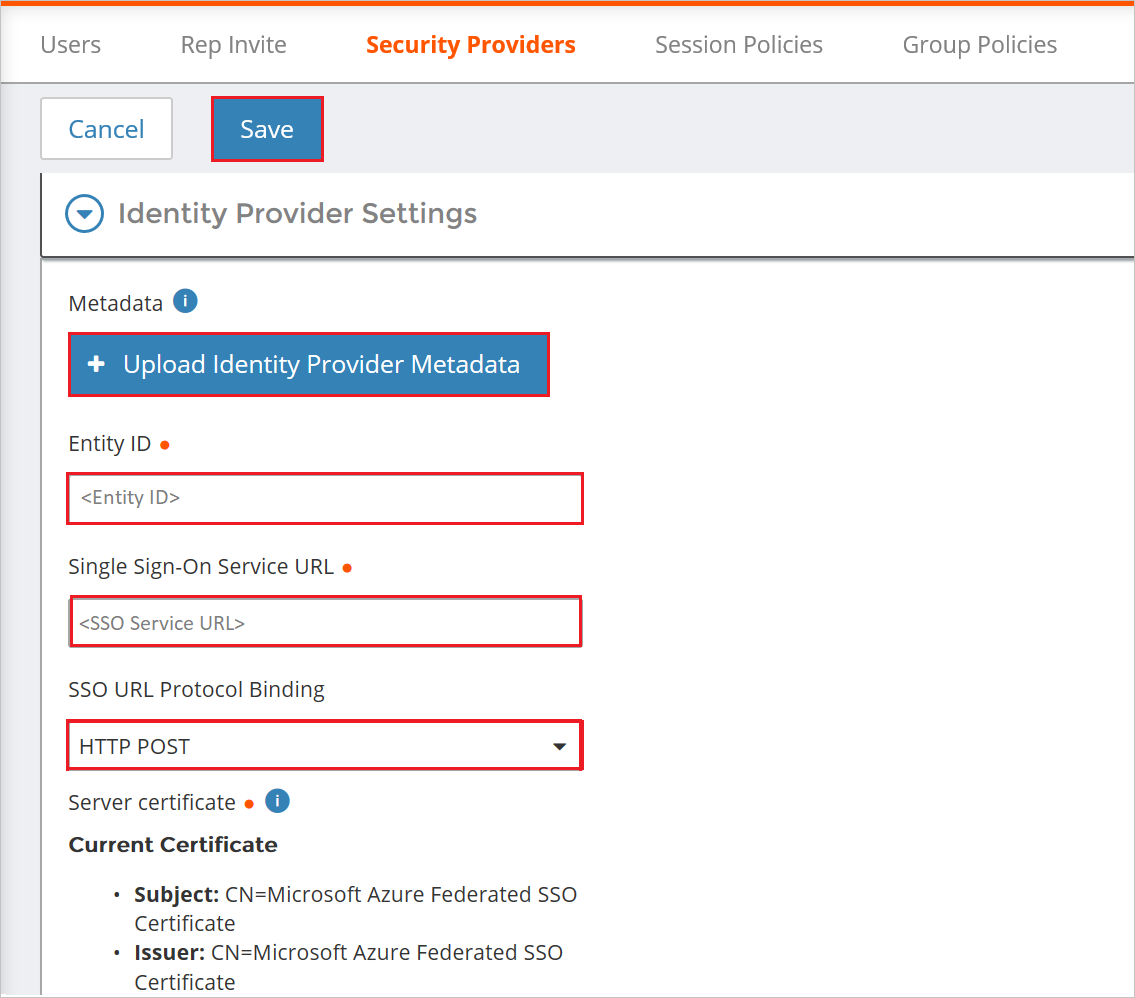 Users Rep Invite Security Providers Session Policies Group Policies
Cancel Save
Identity Provider Settings
Metadata i
+ Upload Identity Provider Metadata
Entity ID
<Entity ID>
Single Sign-On Service URL
<SSO Service URL>
SSO URL Protocol Binding
HTTP POST
Server certificate i
Current Certificate
• Subject: CN=Microsoft Azure Federated SSO
Certificate
• Issuer: CN=Microsoft Azure Federated SSO
Certificate